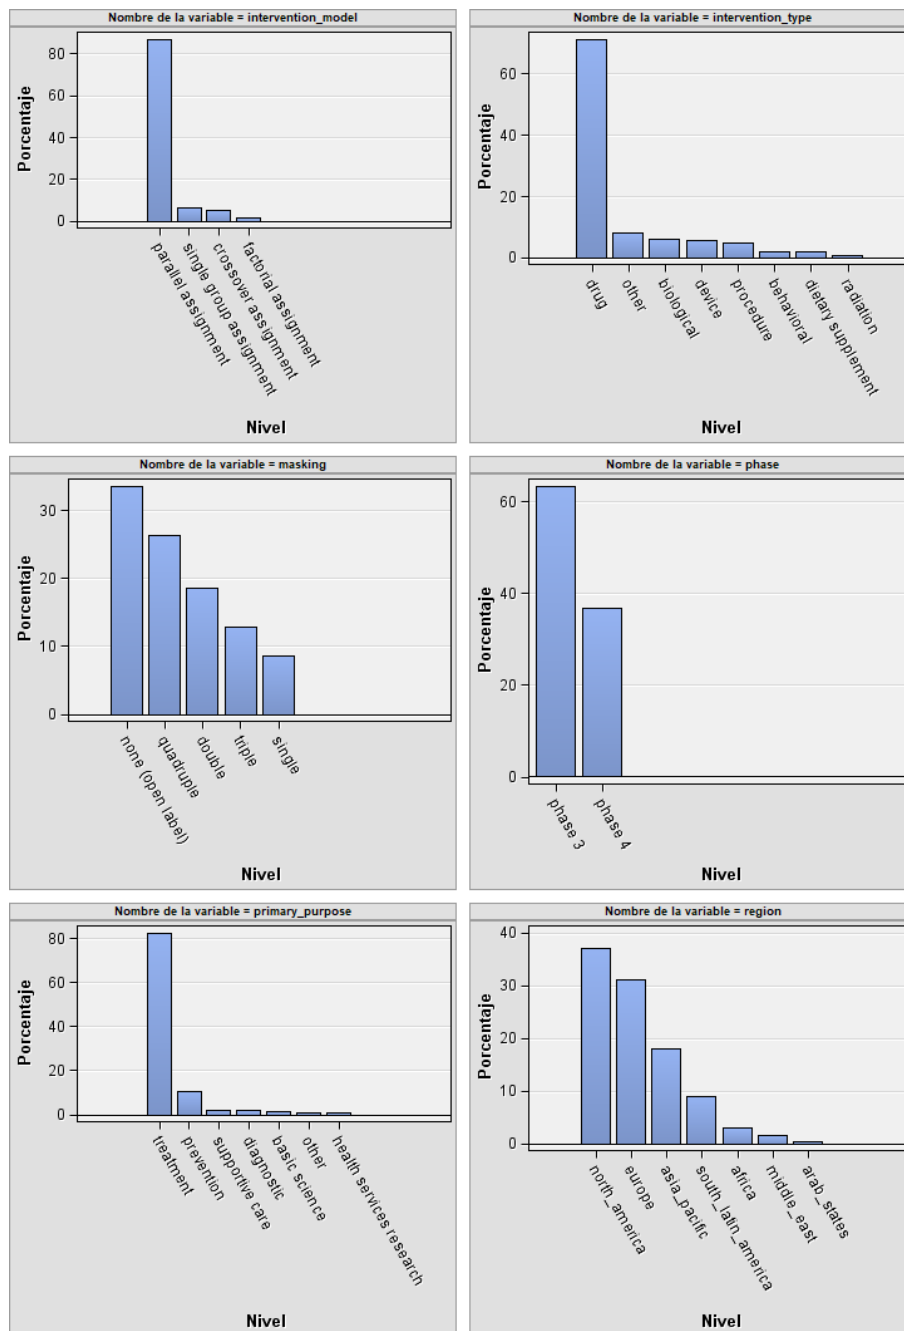 Nombre de la variable = intervention_model
Porcentaje
80
60
40
20
0
parallel assignment
single group assignment
crossover assignment
factorial assignment
Nivel
Nombre de la variable = intervention_type
Porcentaje
60
40
20
0
drug
other
biological
device
procedure
behavioral
dietary supplement
radiation
Nivel
Nombre de la variable = masking
Porcentaje
30
20
10
0
none (open label)
quadruple
double
triple
single
Nivel
Nombre de la variable = phase
Porcentaje
60
40
20
0
phase 3
phase 4
Nivel
Nombre de la variable = primary_purpose
Porcentaje
80
60
40
20
0
treatment
prevention
supportive care
diagnostic
basic science
other
health services research
Nivel
Nombre de la variable = region
Porcentaje
40
30
20
10
0
north_america
europe
asia_pacific
south_latin_america
africa
middle_east
arab_states
Nivel